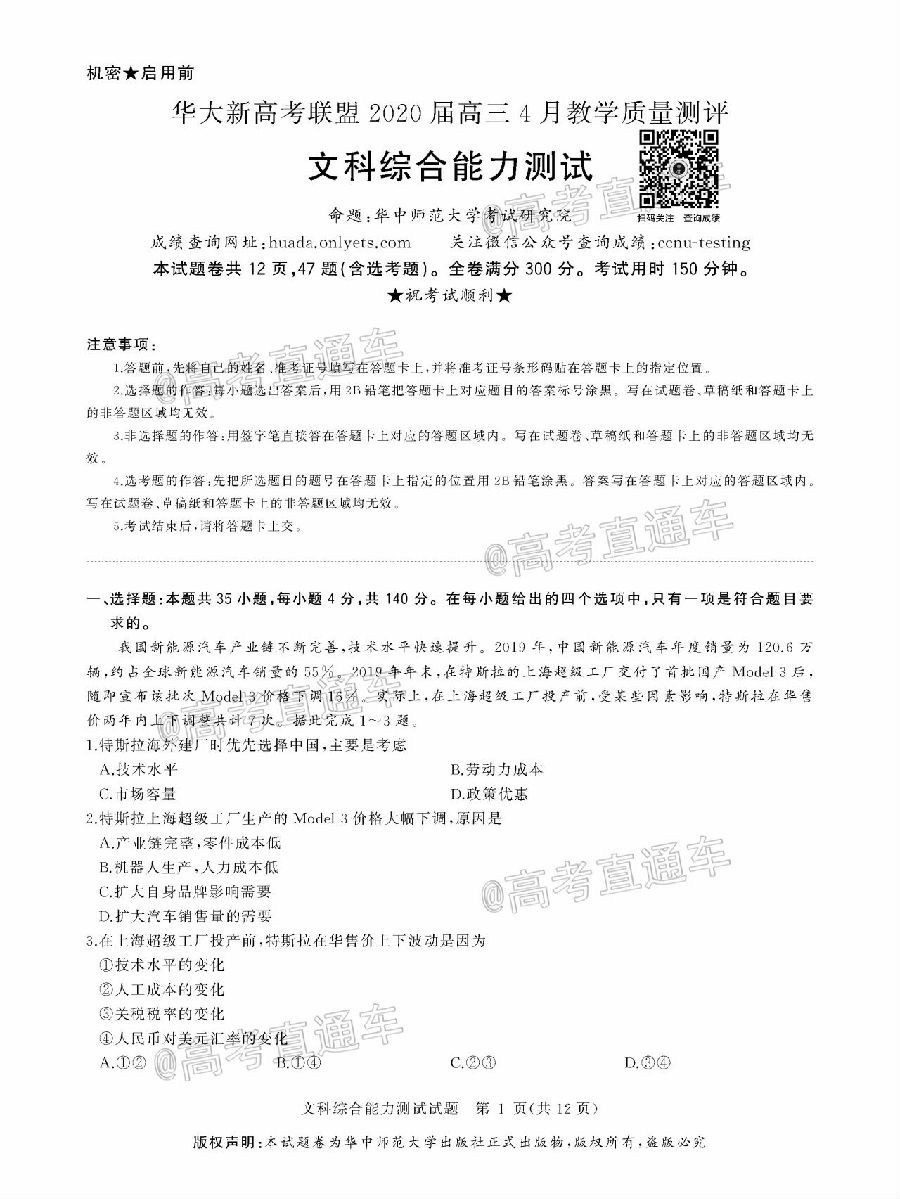 机密★启用前
华大新高考联盟 2020 届高三 4 月教学质量测评
文科综合能力测试
扫码关注 查询成绩
命题:华中师范大学考试研究院
成绩查询网址:huada.onlyets.com 关注微信公众号查询成绩:ccnu-testing
本试题卷共 12 页,47 题(含选考题)。全卷满分 300 分。考试用时 150 分钟。
★祝考试顺利★
注意事项:
1.答题前,先将自己的姓名、准考证号填写在答题卡上,并将准考证号条形码贴在答题卡上的指定位置。
2.选择题的作答:每小题选出答案后,用 2B 铅笔把答题卡上对应题目的答案标号涂黑。写在试题卷、草稿纸和答题卡上
的非答题区域均无效。
3.非选择题的作答:用签字笔直接答在答题卡上对应的答题区域内。写在试题卷、草稿纸和答题卡上的非答题区域均无
效。
4.选考题的作答:先把所选题目的题号在答题卡上指定的位置用 2B 铅笔涂黑。答案写在答题卡上对应的答题区域内。
写在试题卷、草稿纸和答题卡上的非答题区域均无效。
5.考试结束后,请将答题卡上交。
一、选择题:本题共 35 小题,每小题 4 分,共 140 分。在每小题给出的四个选项中,只有一项是符合题目要
求的。
我国新能源汽车产业链不断完善,技术水平快速提升。2019 年,中国新能源汽车年度销量为 120.6 万
辆,约占全球新能源汽车销量的 55%。2019 年年末,在特斯拉的上海超级工厂交付了首批国产 Model 3 后,
随即宣布该批次 Model 3 价格下调 16%。实际上,在上海超级工厂投产前,受某些因素影响,特斯拉在华售
价两年内上下调整共计 7 次。据此完成 1~3 题。
1.特斯拉海外建厂时优先选择中国,主要是考虑
A.技术水平 B.劳动力成本
C.市场容量 D.政策优惠
2.特斯拉上海超级工厂生产的 Model 3 价格大幅下调,原因是
A.产业链完整,零件成本低
B.机器人生产,人力成本低
C.扩大自身品牌影响需要
D.扩大汽车销售量的需要
3.在上海超级工厂投产前,特斯拉在华售价上下波动是因为
①技术水平的变化
②人工成本的变化
③关税税率的变化
④人民币对美元汇率的变化
A.①② B.①④ C.②③ D.③④
文科综合能力测试试题 第 1 页(共 12 页)
版权声明:本试题卷为华中师范大学出版社正式出版物,版权所有,盗版必究
@高考直通车
@高考直通车
@高考直通车
@高考直通车
@高考直通车
@高考直通车